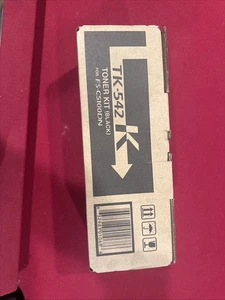 TK-542
K
TONER KIT (BLACK)
FOR FS-C5100DN